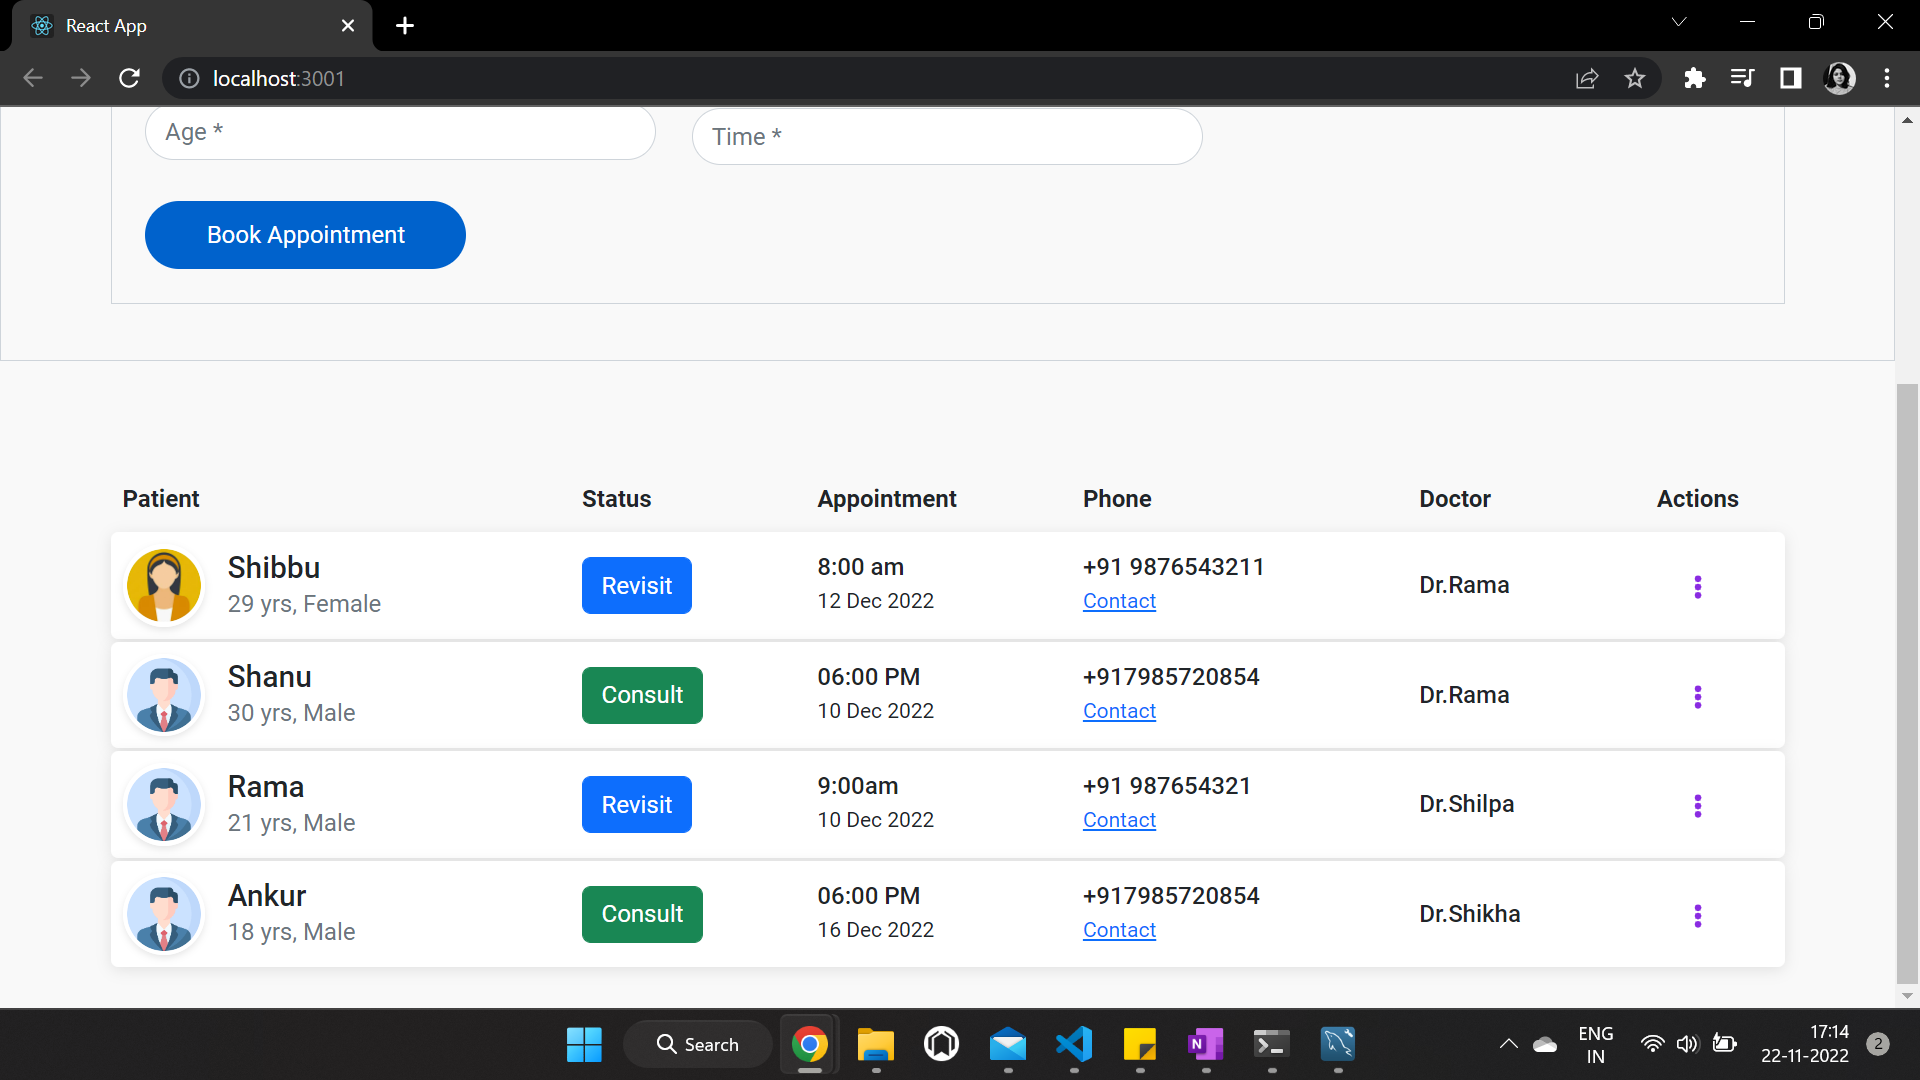 React App
localhost:3001
Age *
Time *
Book Appointment
Patient Status Appointment Phone Doctor Actions
Shibbu
29 yrs, Female
Revisit
8:00 am
12 Dec 2022
+91 9876543211
Contact
Dr.Rama
Shanu
30 yrs, Male
Consult
06:00 PM
10 Dec 2022
+917985720854
Contact
Dr.Rama
Rama
21 yrs, Male
Revisit
9:00am
10 Dec 2022
+91 987654321
Contact
Dr.Shilpa
Ankur
18 yrs, Male
Consult
06:00 PM
16 Dec 2022
+917985720854
Contact
Dr.Shikha
Search
N
ENG
IN
17:14
22-11-2022
2